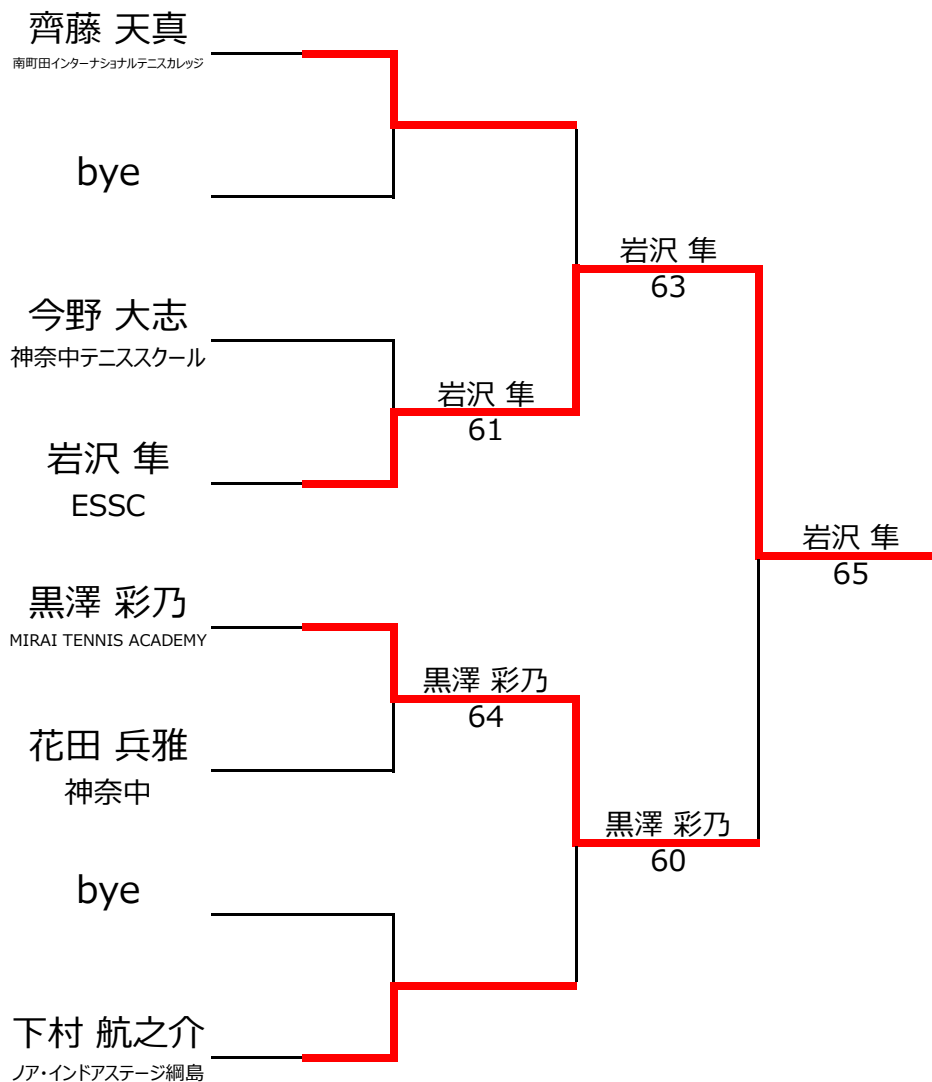 齊藤 天真
南町田インターナショナルテニスカレッジ
bye
今野 大志
神奈中テニススクール
岩沢 隼
ESSC
黒澤 彩乃
MIRAI TENNIS ACADEMY
花田 兵雅
神奈中
bye
下村 航之介
ノア・インドアステージ綱島
岩沢 隼
61
黒澤 彩乃
64
岩沢 隼
63
黒澤 彩乃
60
岩沢 隼
65